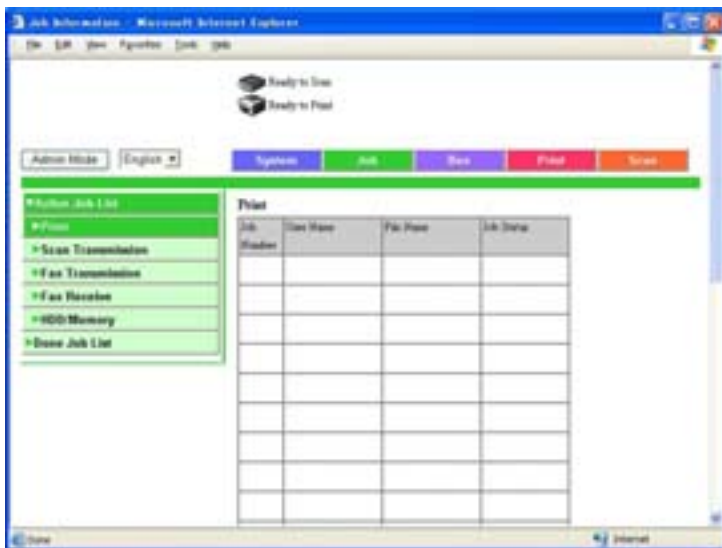 Job Information - Microsoft Internet Explorer
File Edit View Favorites Tools Help
Ready to Scan
Ready to Print
Admin Mode English
System Job Box Print Scan
Active Job List
Print
Scan Transmission
Fax Transmission
Fax Receive
HDD/Memory
Done Job List
Print
Job Number User Name File Name Job Status
Done Internet